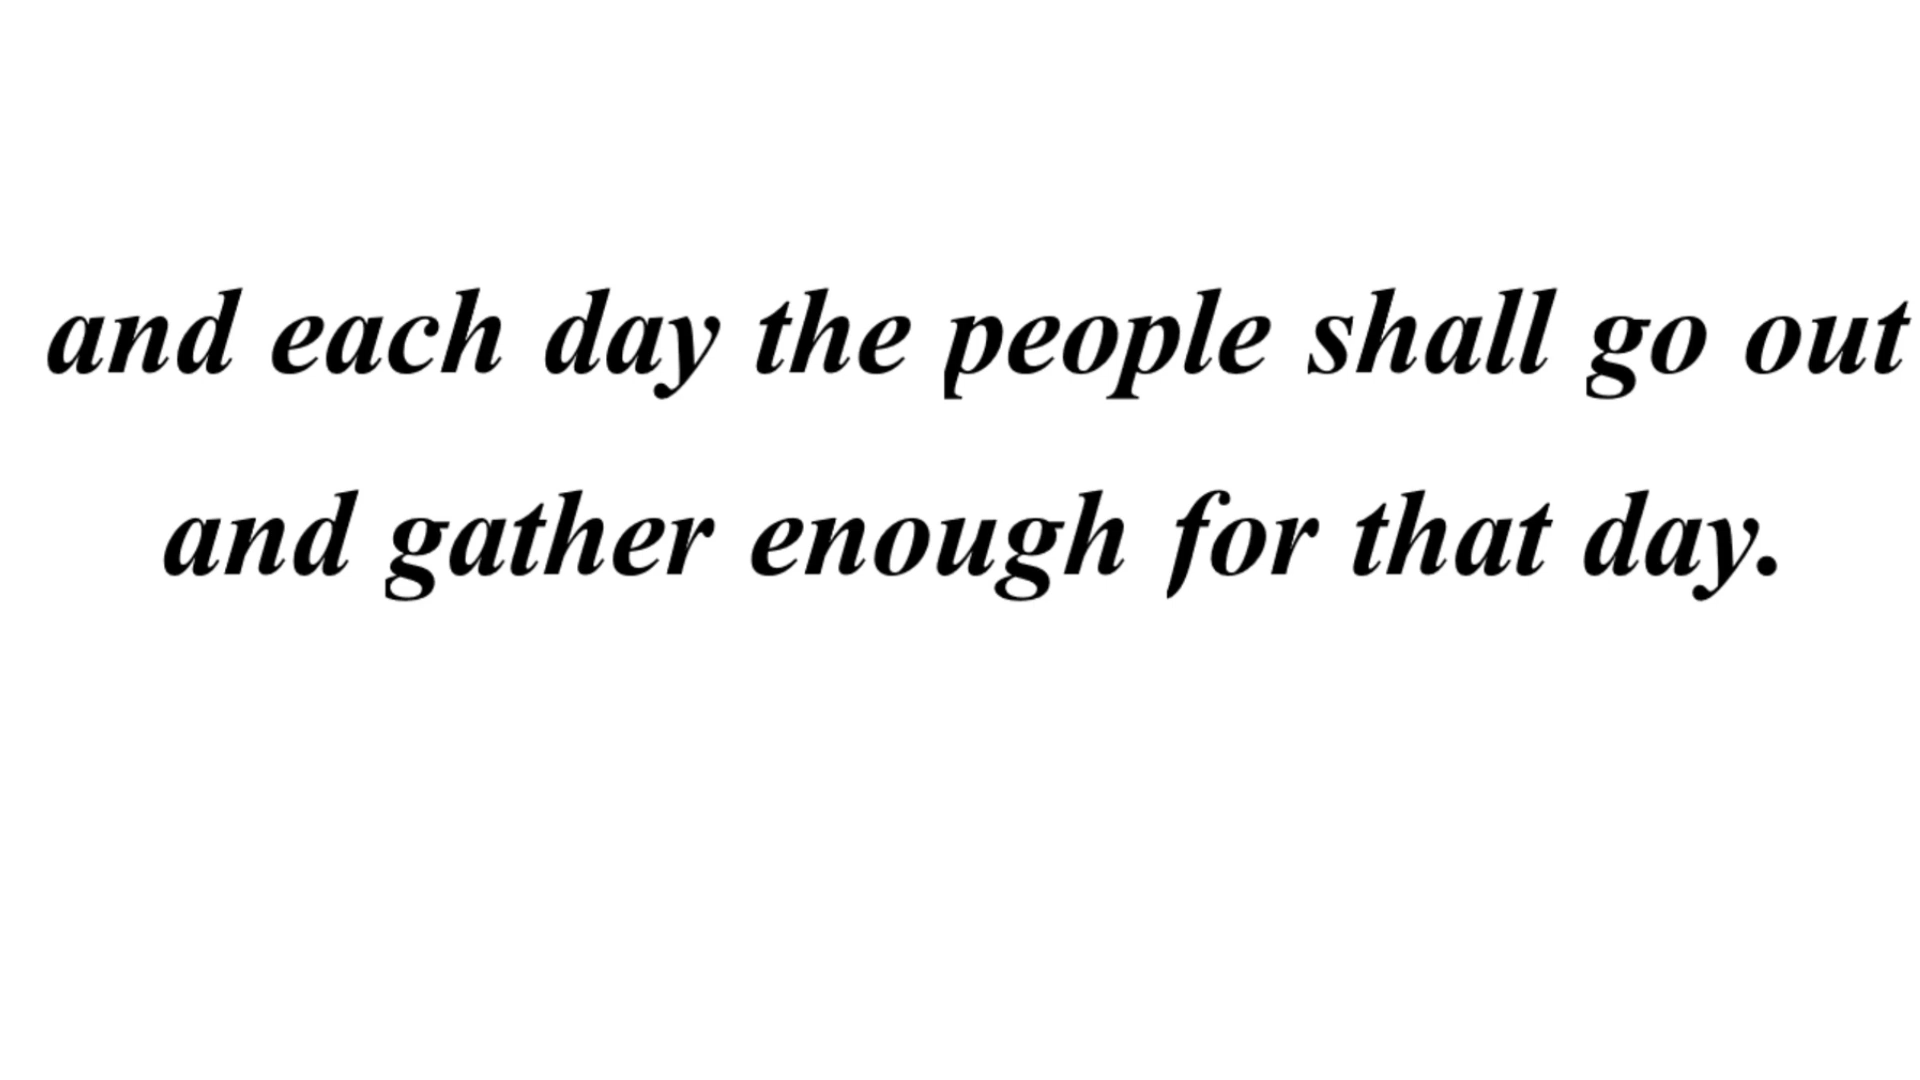 and each day the people shall go out
and gather enough for that day.